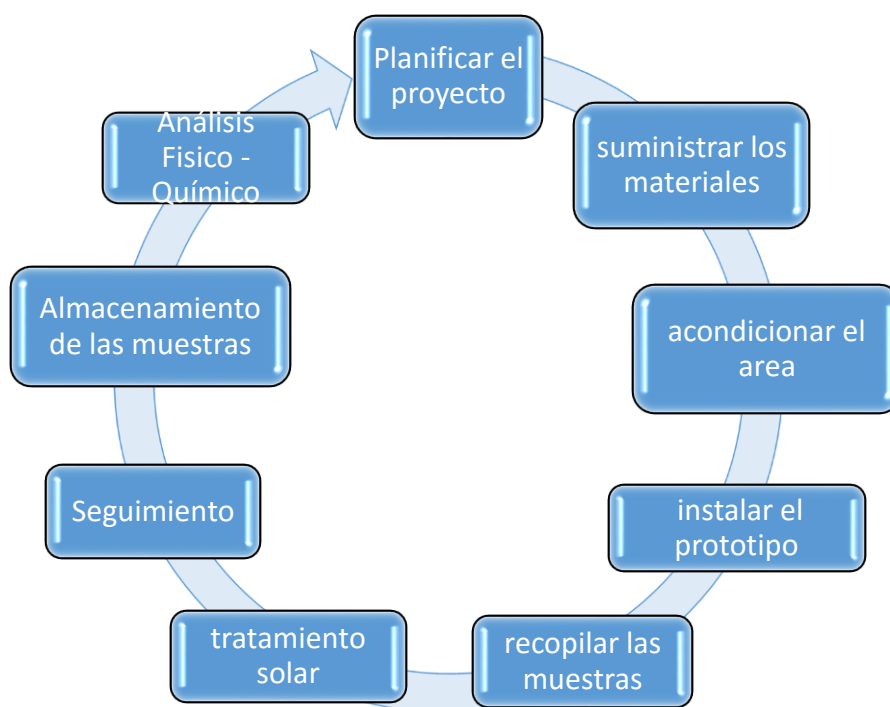 Planificar el
proyecto
suministrar los
materiales
acondicionar el
area
instalar el
prototipo
recopilar las
muestras
tratamiento
solar
Seguimiento
Almacenamiento
de las muestras
Análisis
Fisico -
Químico